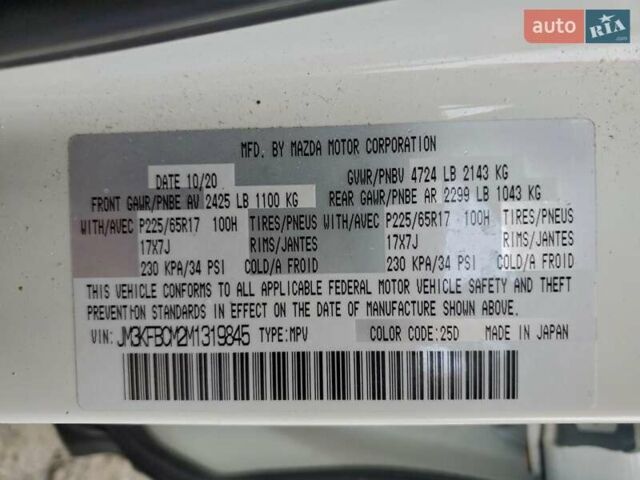 auto RIA .com
MFD. BY MAZDA MOTOR CORPORATION
DATE 10/20 GVWR/PNBV 4724 LB 2143 KG
FRONT GAWR/PNBE AV 2425 LB 1100 KG REAR GAWR/PNBE AR 2299 LB 1043 KG
WITH/AVEC P225/65R17 100H TIRES/PNEUS WITH/AVEC P225/65R17 100H TIRES/PNEUS
17X7J RIMS/JANTES 17X7J RIMS/JANTES
230 KPA/34 PSI COLD/A FROID 230 KPA/34 PSI COLD/A FROID
THIS VEHICLE CONFORMS TO ALL APPLICABLE FEDERAL MOTOR VEHICLE SAFETY AND THEFT
PREVENTION STANDARDS IN EFFECT ON THE DATE OF MANUFACTURE SHOWN ABOVE.
VIN: JM3KFBCM2M1319845 TYPE:MPV COLOR CODE:25D MADE IN JAPAN